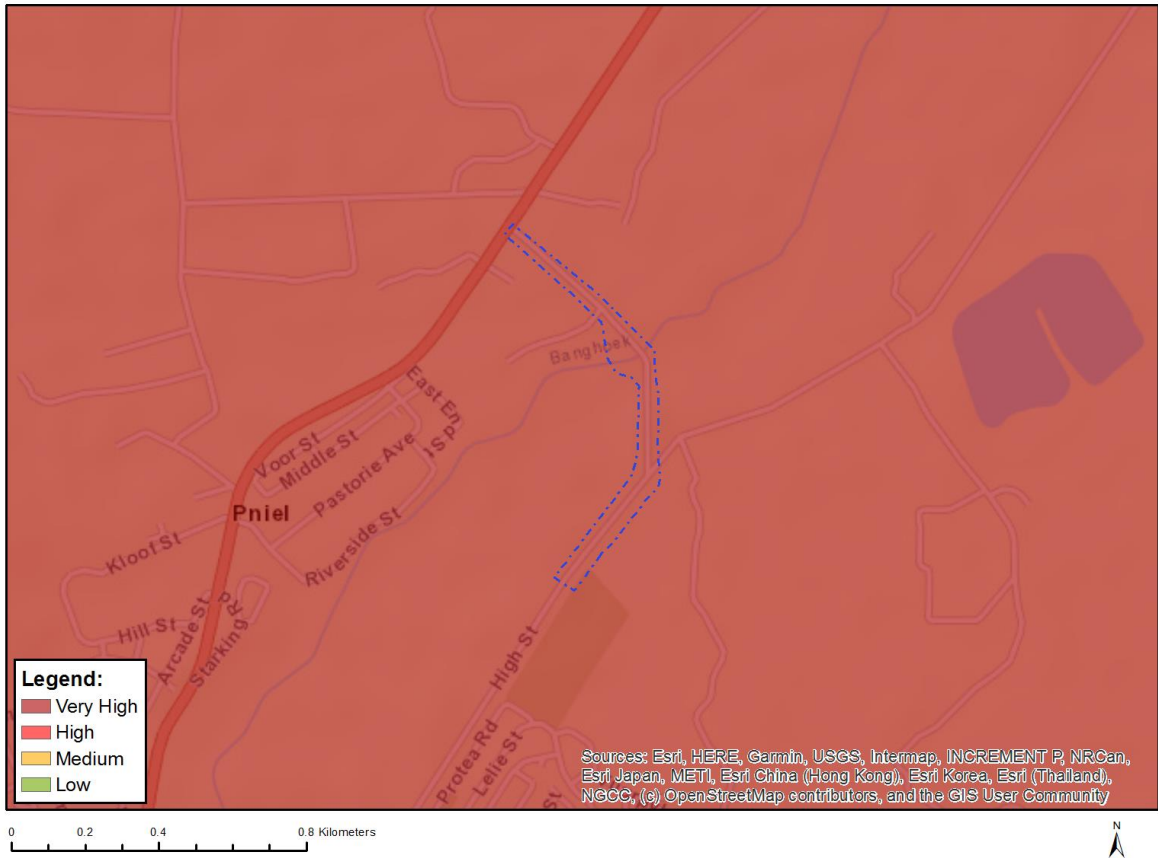 Banghoek
East En
d St
Voor St
Middle St
Pastorie Ave
Pniel
Riverside St
Kloof St
Hill St
Arcade St
Starking Rd
High St
Protea Rd
Lelie St
St
Legend:
Very High
High
Medium
Low
Sources: Esri, HERE, Garmin, USGS, Intermap, INCREMENT P, NRCan,
Esri Japan, METI, Esri China (Hong Kong), Esri Korea, Esri (Thailand),
NGCC, (c) OpenStreetMap contributors, and the GIS User Community
0 0.2 0.4 0.8 Kilometers
N